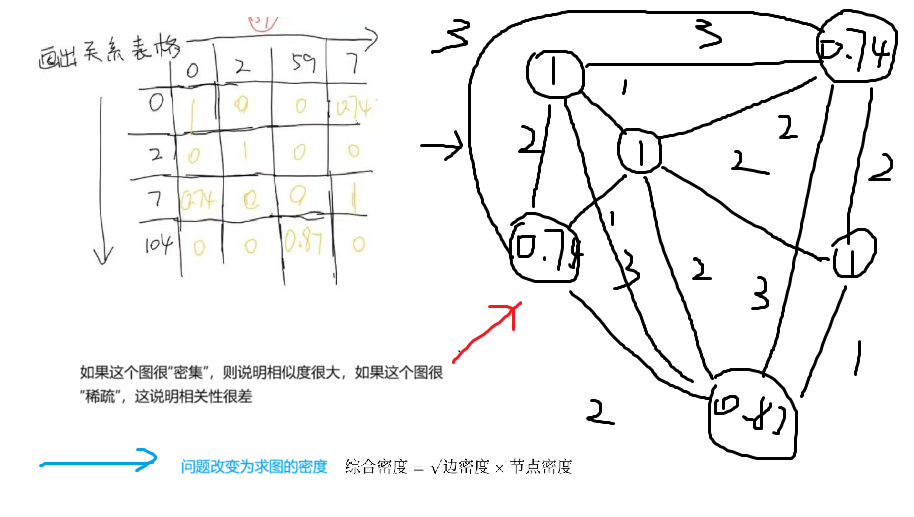 画出关系表格
0 2 59 7
0 1 0 0 0.74
2 0 1 0 0
7 0.74 0 0 1
104 0 0 0.87 0
3 3 0.74
1 1
2 1 2 2 2
0.74 1 3 2 3 1
1
2 0.87
如果这个图很"密集"，则说明相似度很大，如果这个图很
"稀疏"，这说明相关性很差
问题改变为求图的密度 综合密度 = √边密度 × 节点密度